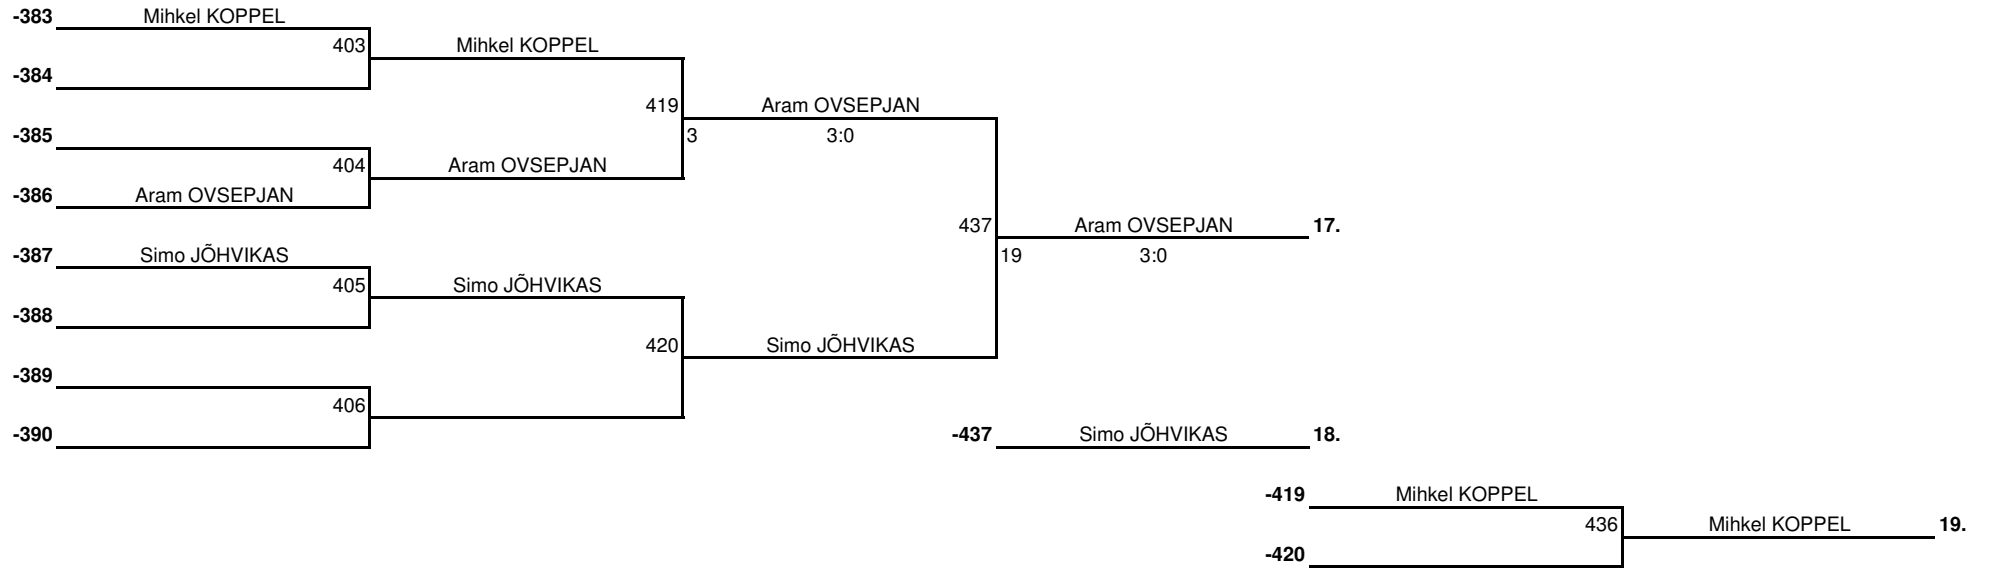 -383 Mihkel KOPPEL
403 Mihkel KOPPEL
-384
419 Aram OVSEPJAN
-385 3 3:0
404 Aram OVSEPJAN
-386 Aram OVSEPJAN
437 Aram OVSEPJAN 17.
-387 Simo JÕHVIKAS 19 3:0
405 Simo JÕHVIKAS
-388
420 Simo JÕHVIKAS
-389
406
-390 -437 Simo JÕHVIKAS 18.
-419 Mihkel KOPPEL
436 Mihkel KOPPEL 19.
-420